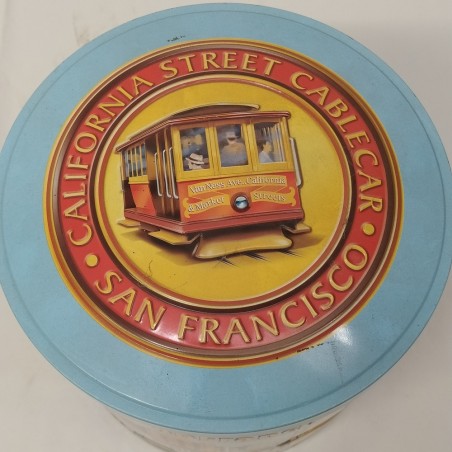 CALIFORNIA STREET CABLECAR
SAN FRANCISCO
Van Ness Ave, California
& Market Streets